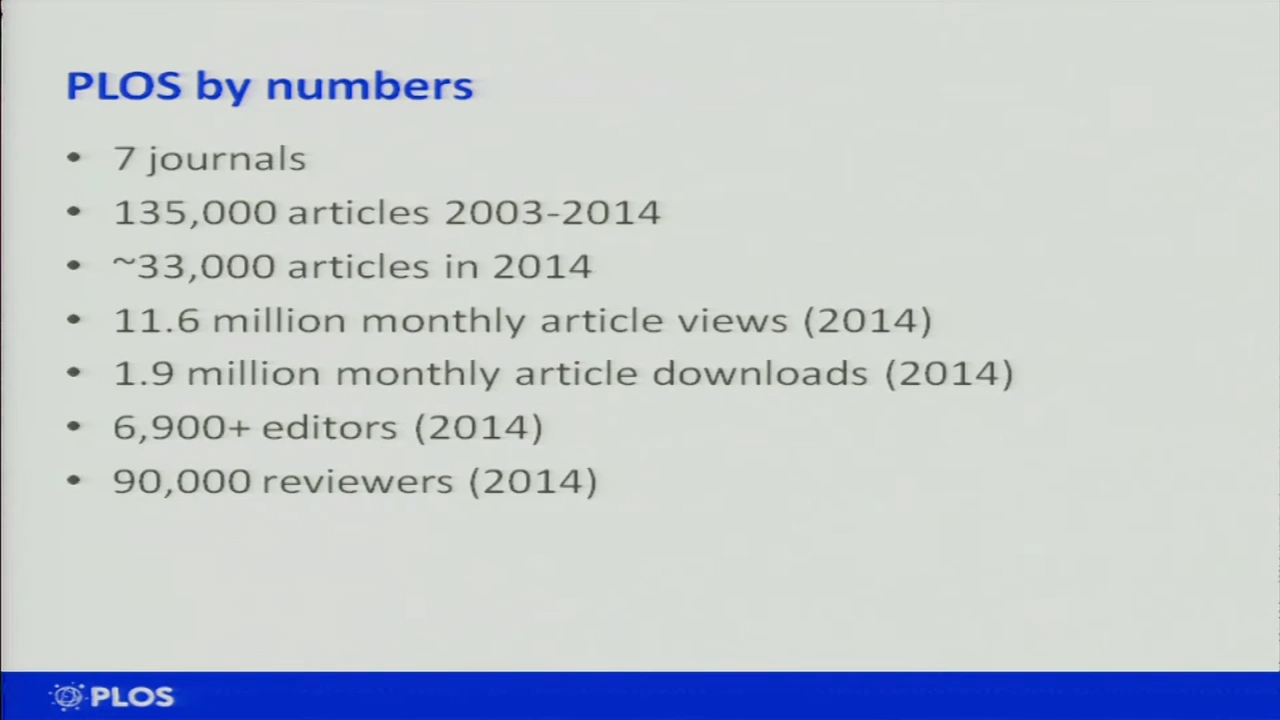 PLOS by numbers
• 7 journals
• 135,000 articles 2003-2014
• ~33,000 articles in 2014
• 11.6 million monthly article views (2014)
• 1.9 million monthly article downloads (2014)
• 6,900+ editors (2014)
• 90,000 reviewers (2014)
PLOS